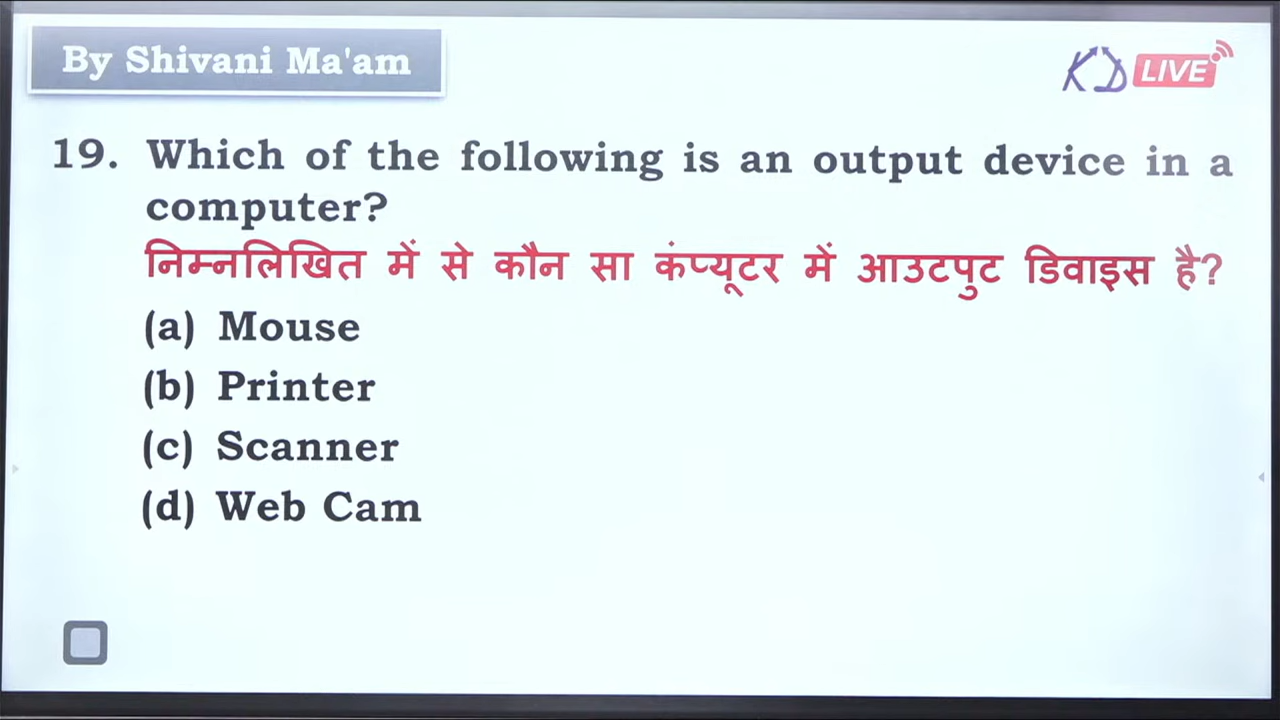 By Shivani Ma'am
KD LIVE
19. Which of the following is an output device in a
computer?
निम्नलिखित में से कौन सा कंप्यूटर में आउटपुट डिवाइस है?
(a) Mouse
(b) Printer
(c) Scanner
(d) Web Cam